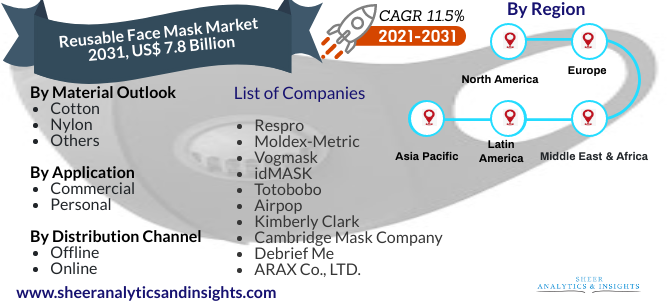 Reusable Face Mask Market
2031, US$ 7.8 Billion
CAGR 11.5%
2021-2031
By Region
North America
Europe
Asia Pacific
Latin
America
Middle East & Africa
By Material Outlook
• Cotton
• Nylon
• Others
By Application
• Commercial
• Personal
By Distribution Channel
• Offline
• Online
List of Companies
• Respro
• Moldex-Metric
• Vogmask
• idMASK
• Totobobo
• Airpop
• Kimberly Clark
• Cambridge Mask Company
• Debrief Me
• ARAX Co., LTD.
www.sheeranalyticsandinsights.com
SHEER
ANALYTICS & INSIGHTS